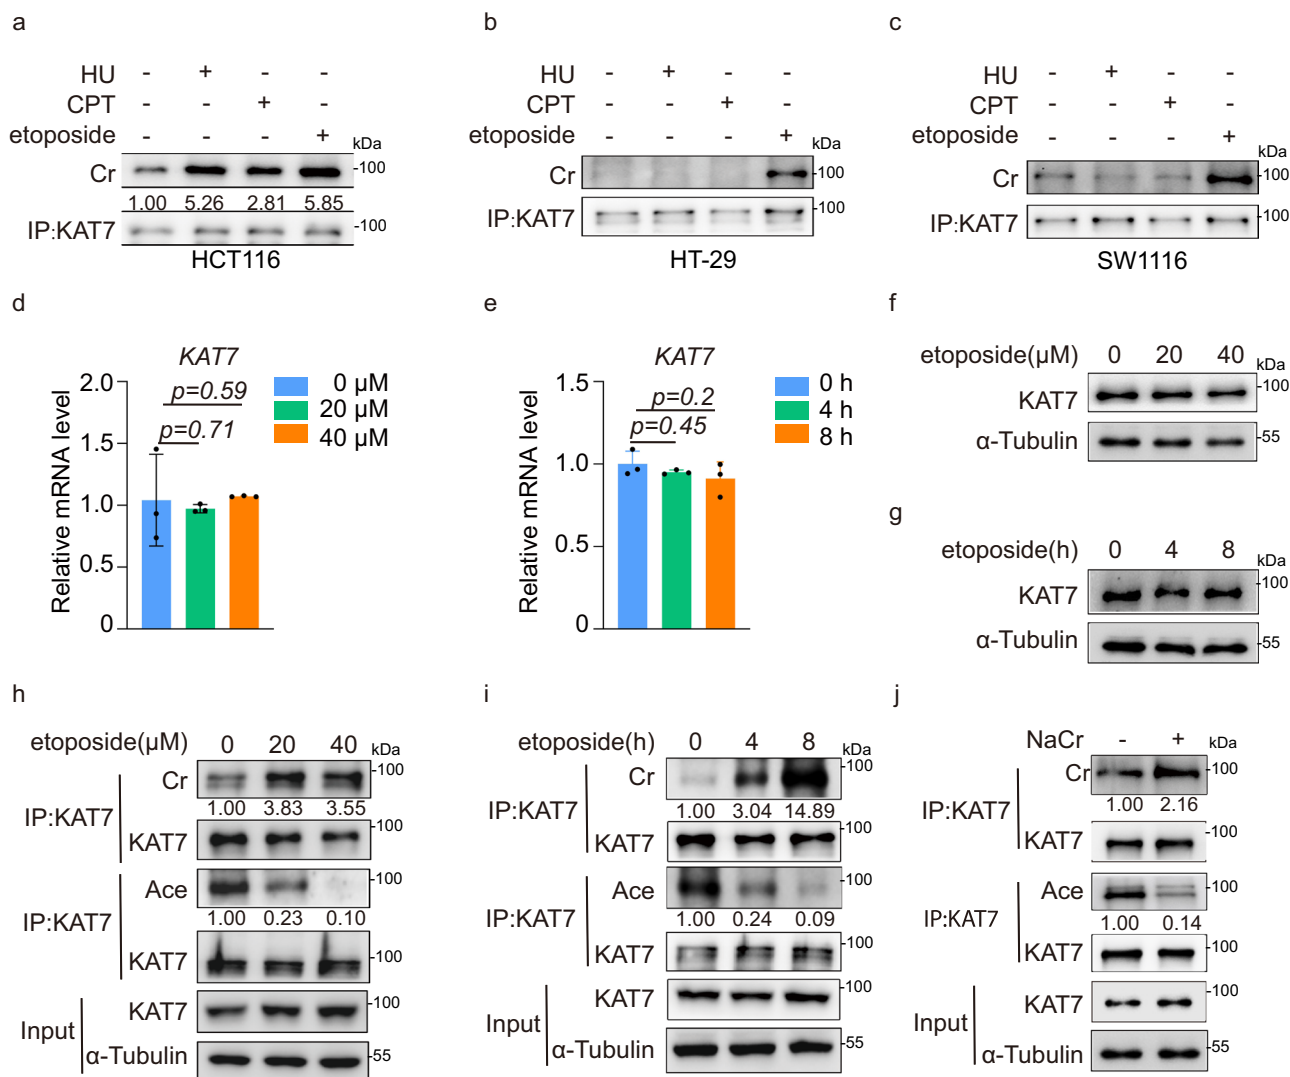 a
HU - + - -
CPT - - + -
etoposide - - - +
kDa
Cr
-100
1.00 5.26 2.81 5.85
IP:KAT7
-100
HCT116
b
HU - + - -
CPT - - + -
etoposide - - - +
kDa
Cr
-100
IP:KAT7
-100
HT-29
c
HU - + - -
CPT - - + -
etoposide - - - +
kDa
Cr
-100
IP:KAT7
-100
SW1116
d
KAT7
Relative mRNA level
2.0
1.5
1.0
0.5
0
p=0.59
p=0.71
0 µM
20 µM
40 µM
e
KAT7
Relative mRNA level
1.5
1.0
0.5
0
p=0.2
p=0.45
0 h
4 h
8 h
f
etoposide(µM) 0 20 40
kDa
KAT7
-100
α-Tubulin
-55
g
etoposide(h) 0 4 8
kDa
KAT7
-100
α-Tubulin
-55
h
etoposide(µM) 0 20 40
kDa
IP:KAT7
Cr
-100
1.00 3.83 3.55
KAT7
-100
IP:KAT7
Ace
-100
1.00 0.23 0.10
KAT7
-100
Input
KAT7
-100
α-Tubulin
-55
i
etoposide(h) 0 4 8
kDa
IP:KAT7
Cr
-100
1.00 3.04 14.89
KAT7
-100
IP:KAT7
Ace
-100
1.00 0.24 0.09
KAT7
-100
Input
KAT7
-100
α-Tubulin
-55
j
NaCr - +
kDa
IP:KAT7
Cr
-100
1.00 2.16
KAT7
-100
IP:KAT7
Ace
-100
1.00 0.14
KAT7
-100
Input
KAT7
-100
α-Tubulin
-55